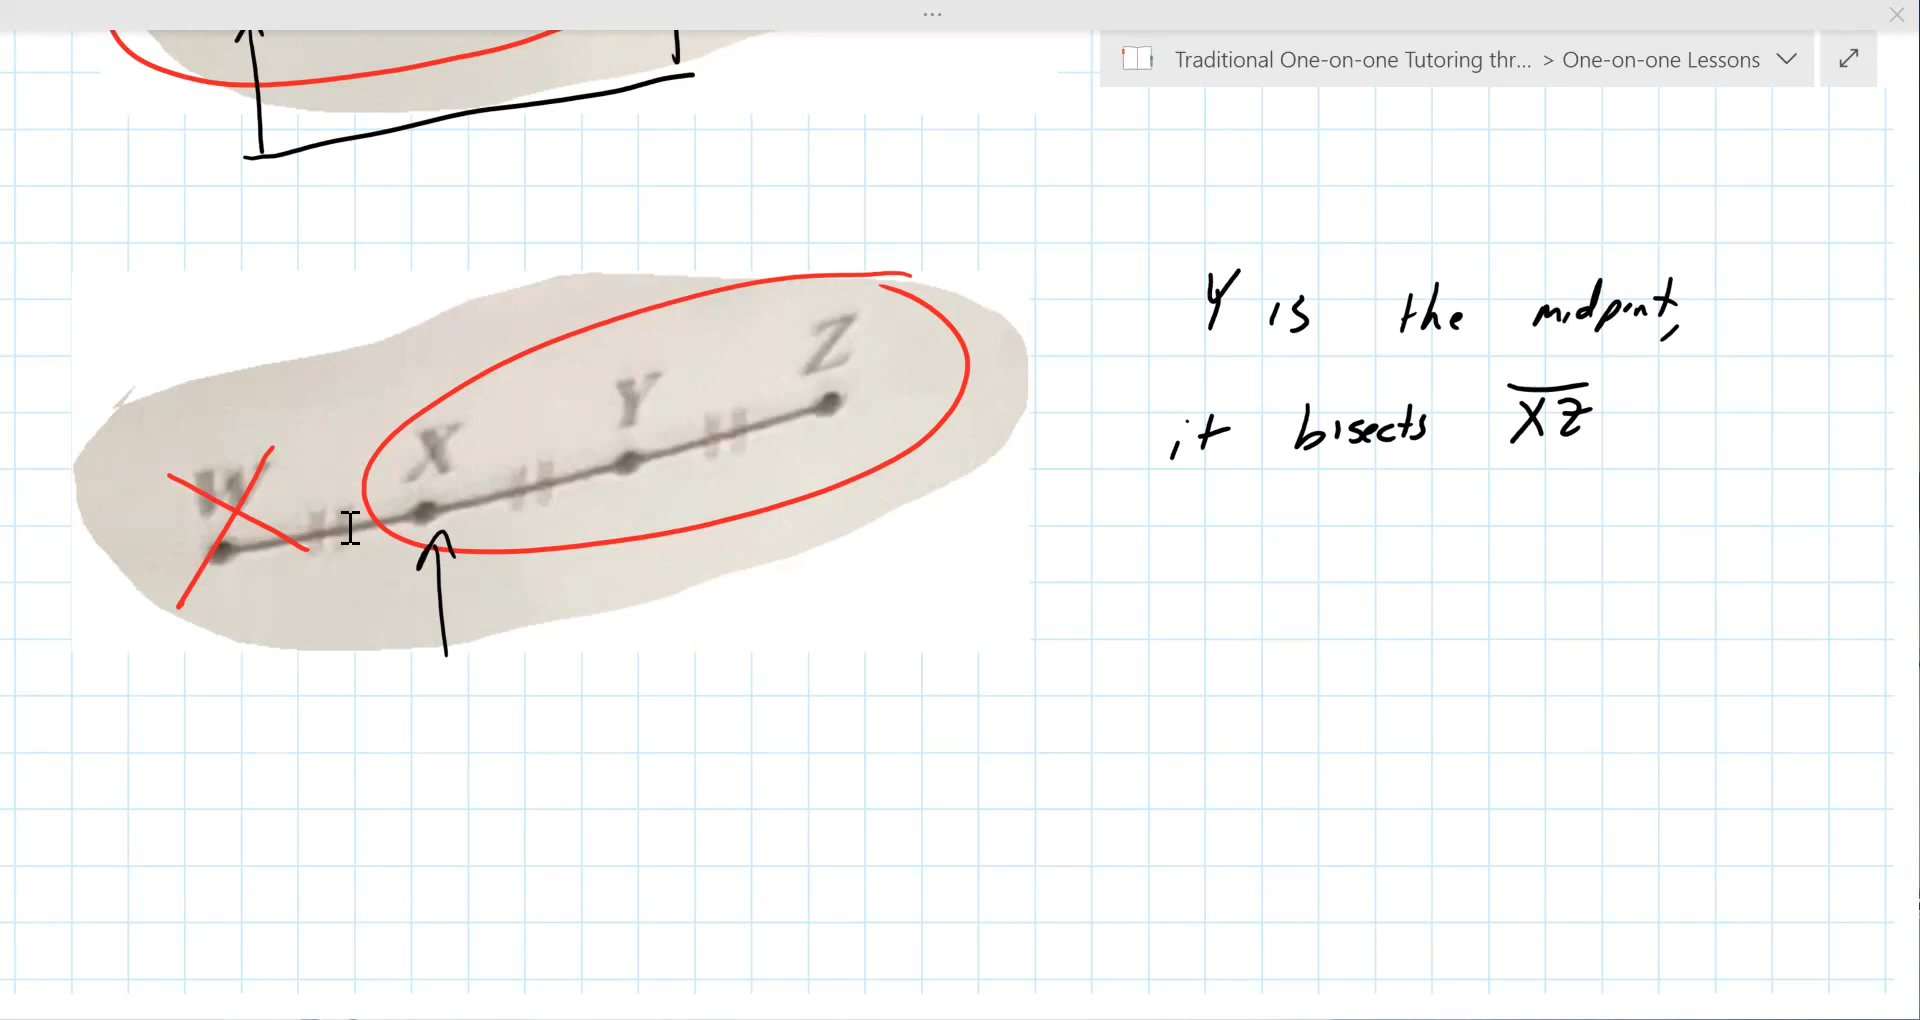 Traditional One-on-one Tutoring thr... > One-on-one Lessons
Y is the midpoint,
it bisects XZ
Z
Y
X
W